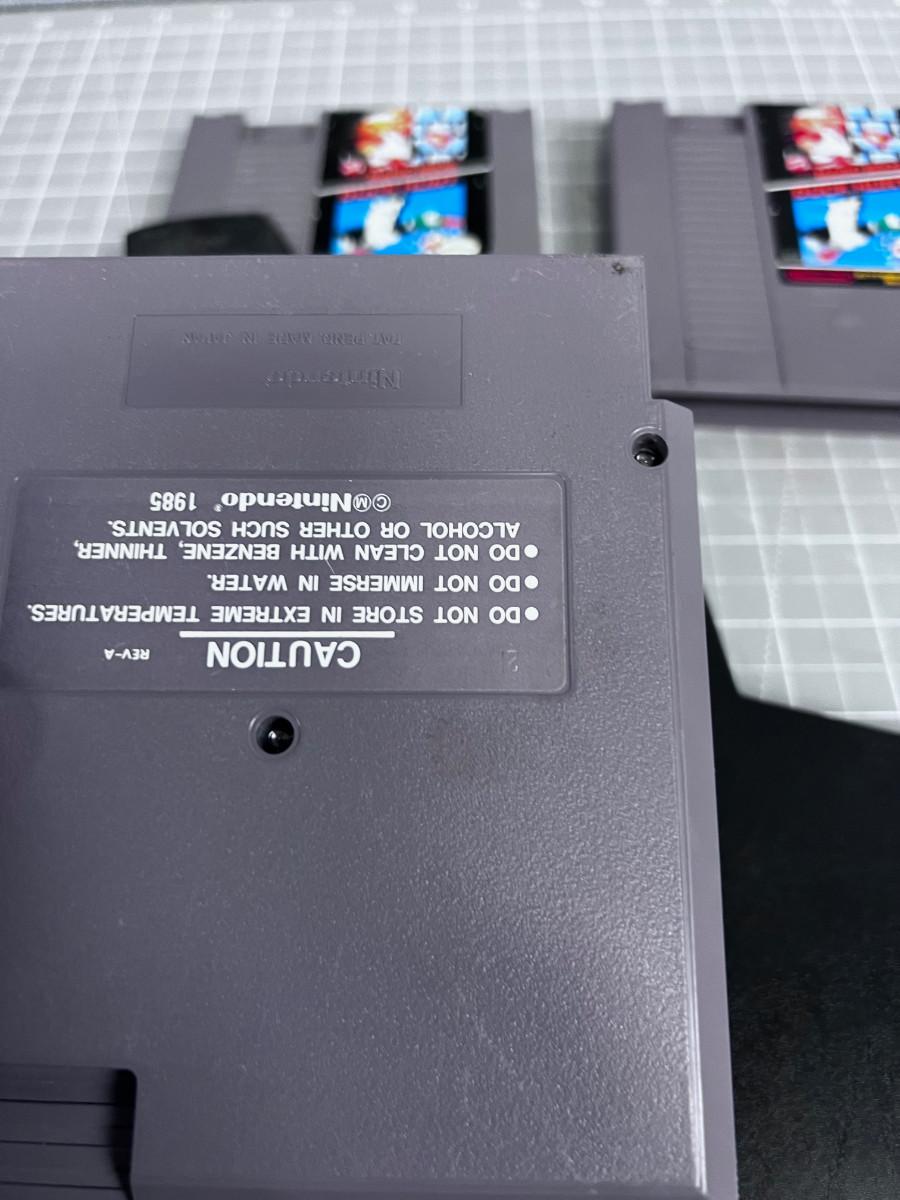 CAUTION REV-A
●DO NOT STORE IN EXTREME TEMPERATURES.
●DO NOT IMMERSE IN WATER.
●DO NOT CLEAN WITH BENZENE, THINNER,
ALCOHOL OR OTHER SUCH SOLVENTS.
©ⓂNintendo® 1985
Nintendo
PAT. PEND. MADE IN JAPAN